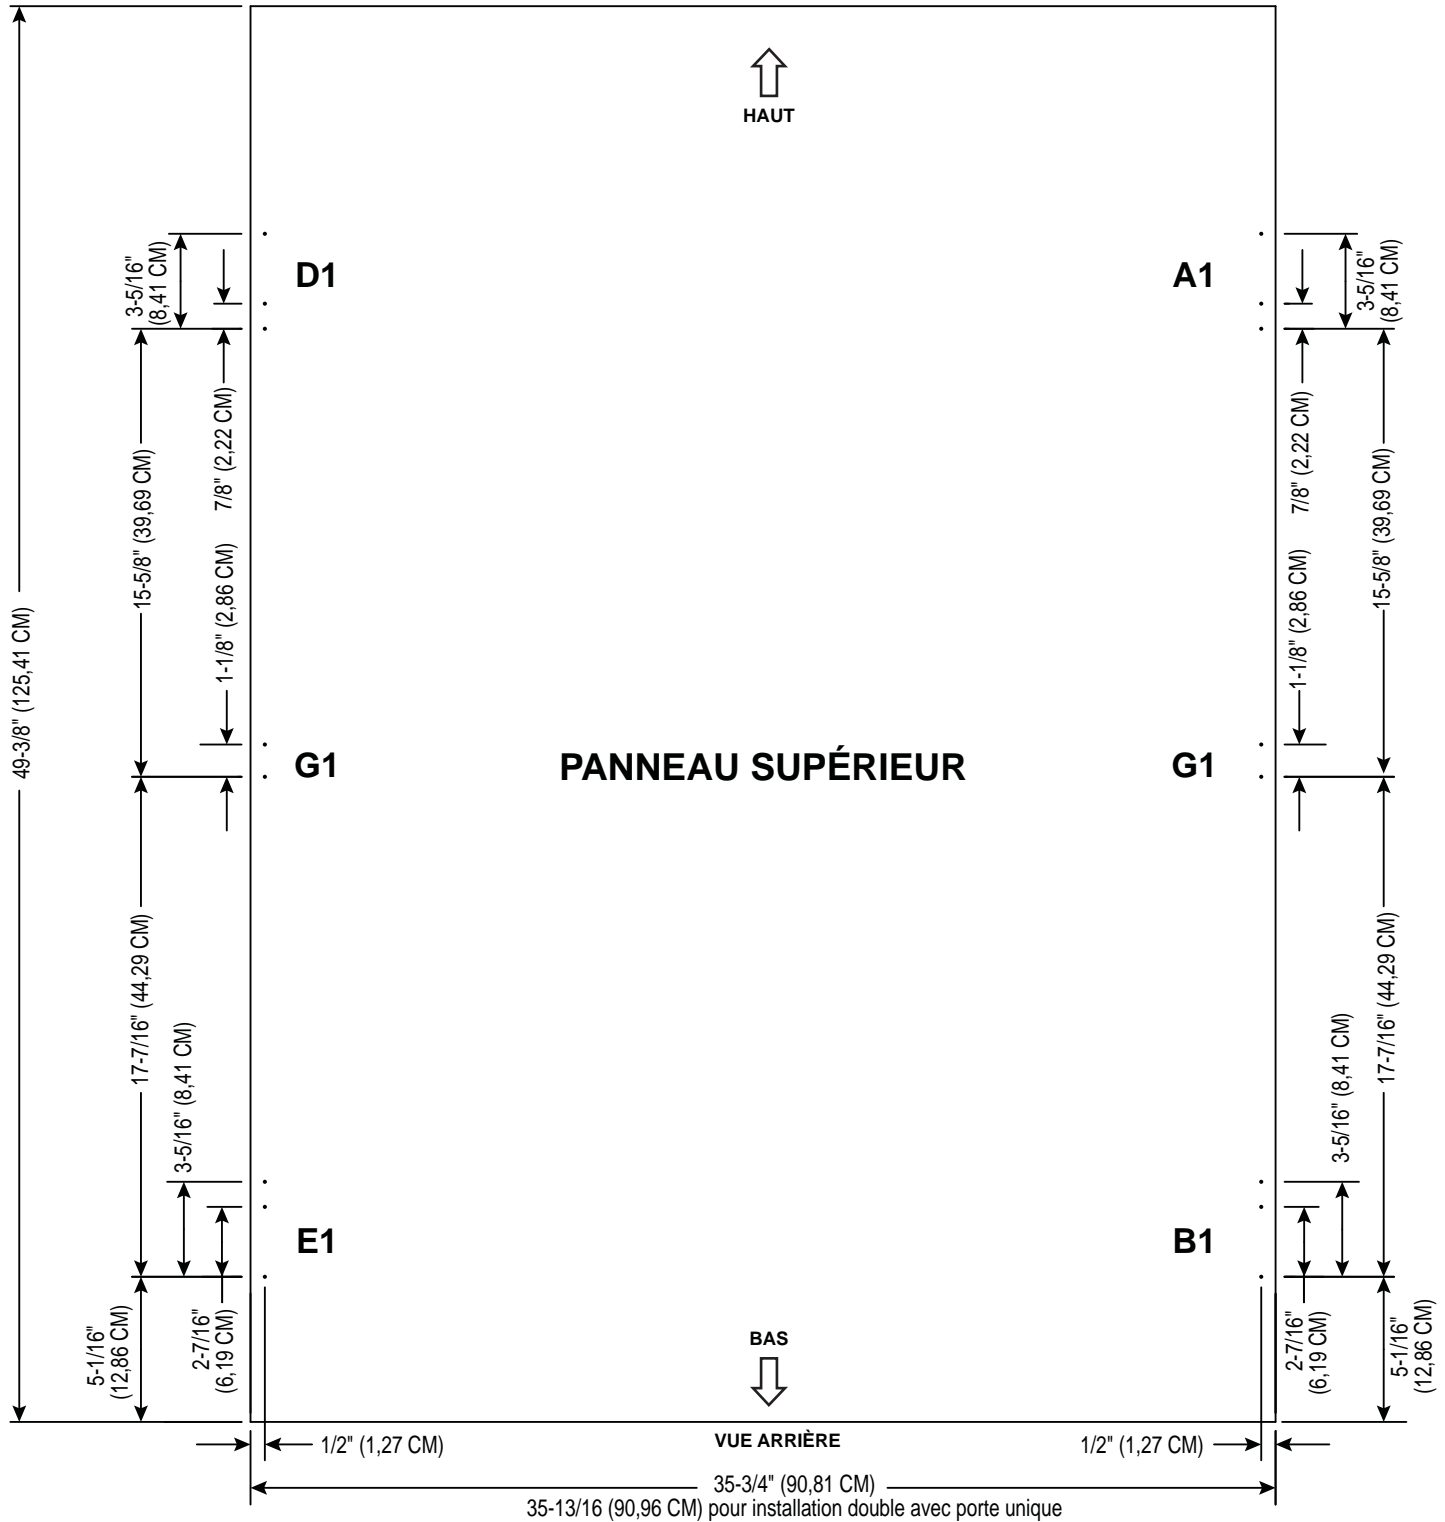 HAUT
3-5/16"
(8,41 CM)
D1
A1
3-5/16"
(8,41 CM)
7/8" (2,22 CM)
7/8" (2,22 CM)
15-5/8" (39,69 CM)
15-5/8" (39,69 CM)
1-1/8" (2,86 CM)
1-1/8" (2,86 CM)
49-3/8" (125,41 CM)
G1
PANNEAU SUPÉRIEUR
G1
17-7/16" (44,29 CM)
17-7/16" (44,29 CM)
3-5/16" (8,41 CM)
3-5/16" (8,41 CM)
E1
B1
5-1/16"
(12,86 CM)
2-7/16"
(6,19 CM)
BAS
2-7/16"
(6,19 CM)
5-1/16"
(12,86 CM)
1/2" (1,27 CM)
VUE ARRIÈRE
1/2" (1,27 CM)
35-3/4" (90,81 CM)
35-13/16 (90,96 CM) pour installation double avec porte unique